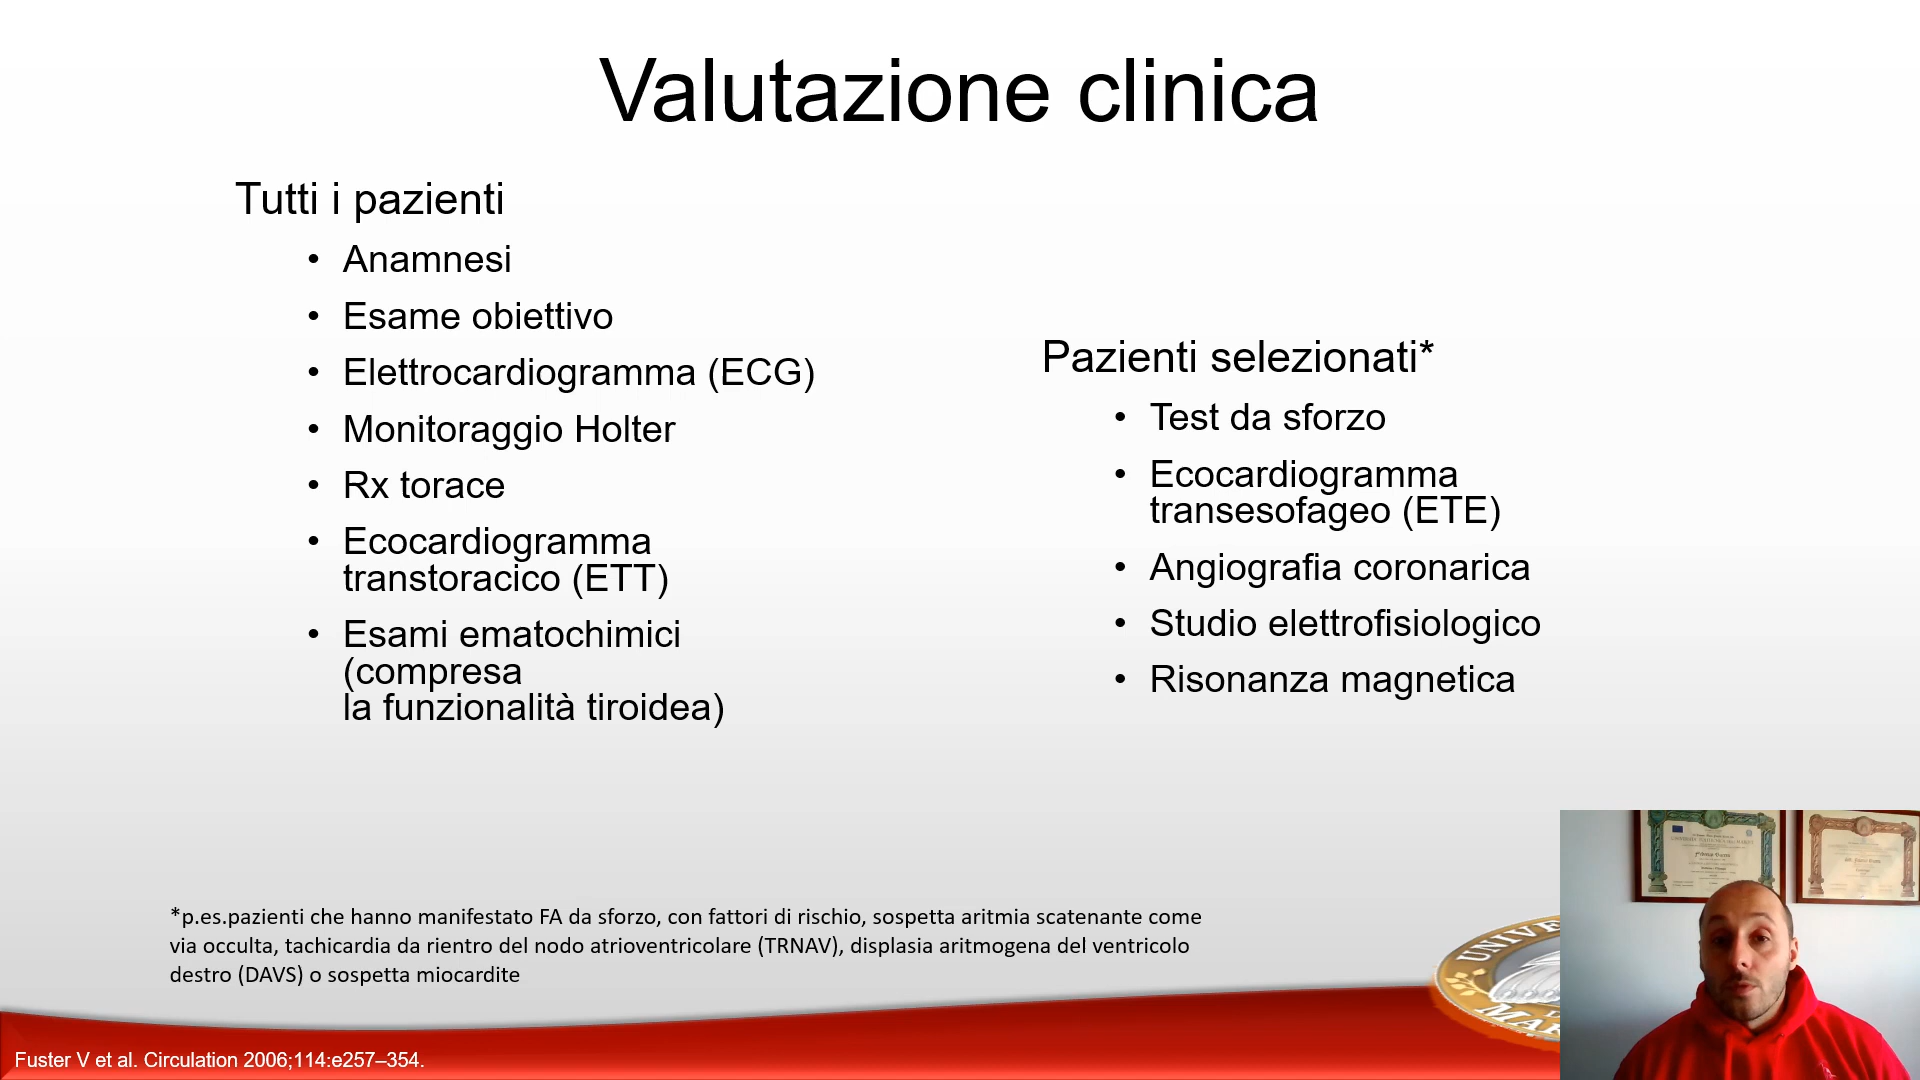 Valutazione clinica
Tutti i pazienti
• Anamnesi
• Esame obiettivo
• Elettrocardiogramma (ECG)
• Monitoraggio Holter
• Rx torace
• Ecocardiogramma
transtoracico (ETT)
• Esami ematochimici
(compresa
la funzionalità tiroidea)
Pazienti selezionati*
• Test da sforzo
• Ecocardiogramma
transesofageo (ETE)
• Angiografia coronarica
• Studio elettrofisiologico
• Risonanza magnetica
*p.es.pazienti che hanno manifestato FA da sforzo, con fattori di rischio, sospetta aritmia scatenante come
via occulta, tachicardia da rientro del nodo atrioventricolare (TRNAV), displasia aritmogena del ventricolo
destro (DAVS) o sospetta miocardite
Fuster V et al. Circulation 2006;114:e257–354.
UNIVE
MAR